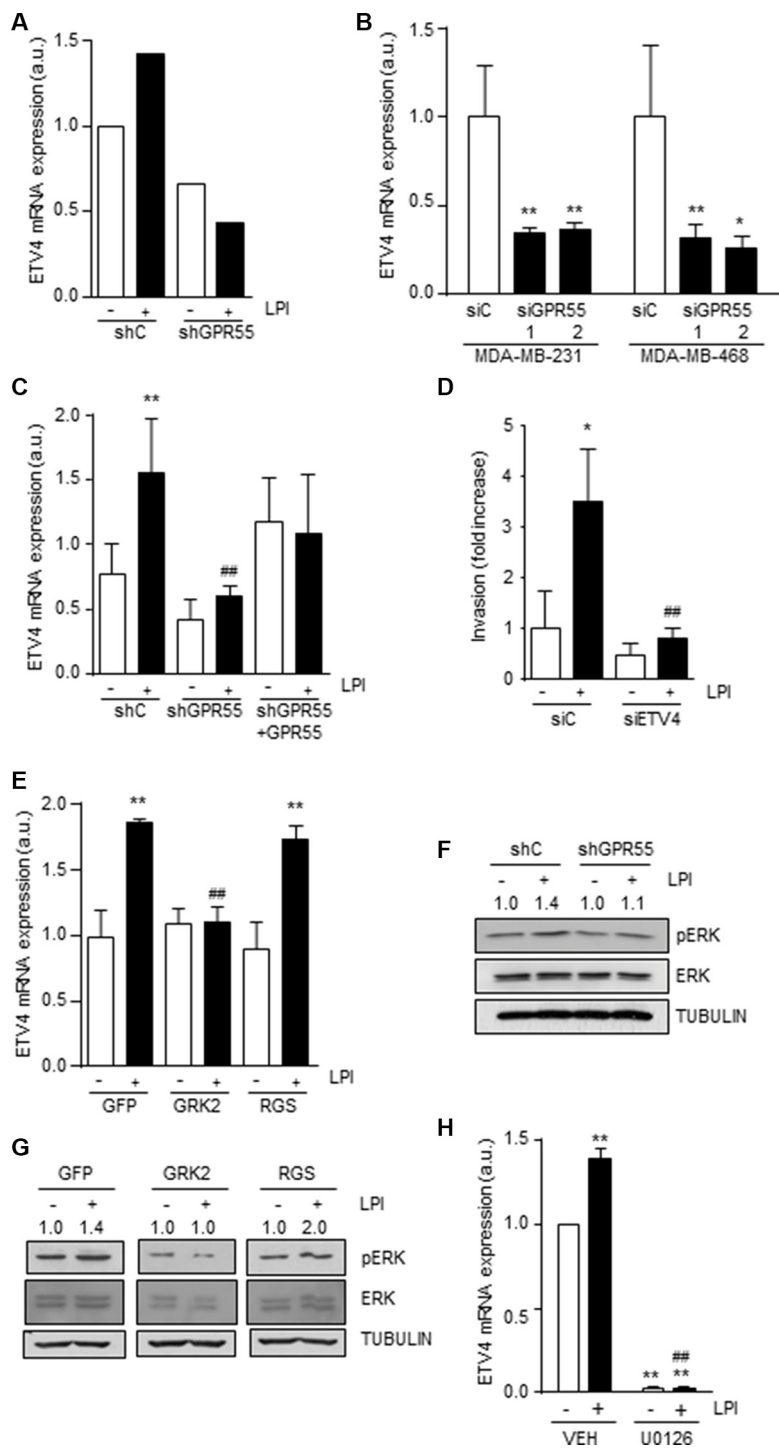 A
ETV4 mRNA expression (a.u.)
1.5
1.0
0.5
0.0
- + - + LPI
shC shGPR55
B
ETV4 mRNA expression (a.u.)
1.5
1.0
0.5
0.0
** ** ** *
siC siGPR55 siC siGPR55
1 2 1 2
MDA-MB-231 MDA-MB-468
C
ETV4 mRNA expression (a.u.)
2.0
1.5
1.0
0.5
0.0
**
##
- + - + - + LPI
shC shGPR55 shGPR55
+GPR55
D
Invasion (fold increase)
5
4
3
2
1
0
*
##
- + - + LPI
siC siETV4
E
ETV4 mRNA expression (a.u.)
2.0
1.5
1.0
0.5
0.0
** **
##
- + - + - + LPI
GFP GRK2 RGS
F
shC shGPR55
- + - + LPI
1.0 1.4 1.0 1.1
pERK
ERK
TUBULIN
G
GFP GRK2 RGS
- + - + - + LPI
1.0 1.4 1.0 1.0 1.0 2.0
pERK
ERK
TUBULIN
H
ETV4 mRNA expression (a.u.)
1.5
1.0
0.5
0.0
**
##
** **
- + - + LPI
VEH U0126